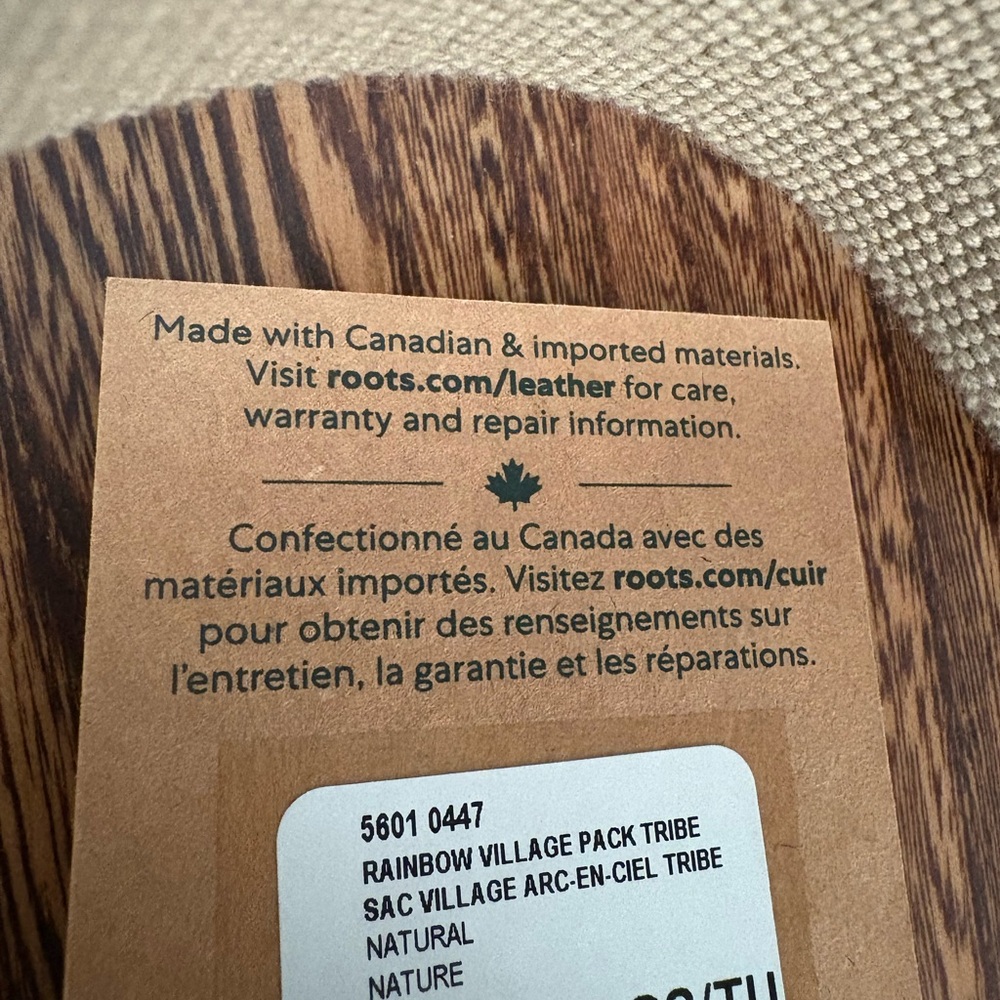 Made with Canadian & imported materials.
Visit roots.com/leather for care,
warranty and repair information.
Confectionné au Canada avec des
matériaux importés. Visitez roots.com/cuir
pour obtenir des renseignements sur
l'entretien, la garantie et les réparations.
5601 0447
RAINBOW VILLAGE PACK TRIBE
SAC VILLAGE ARC-EN-CIEL TRIBE
NATURAL
NATURE